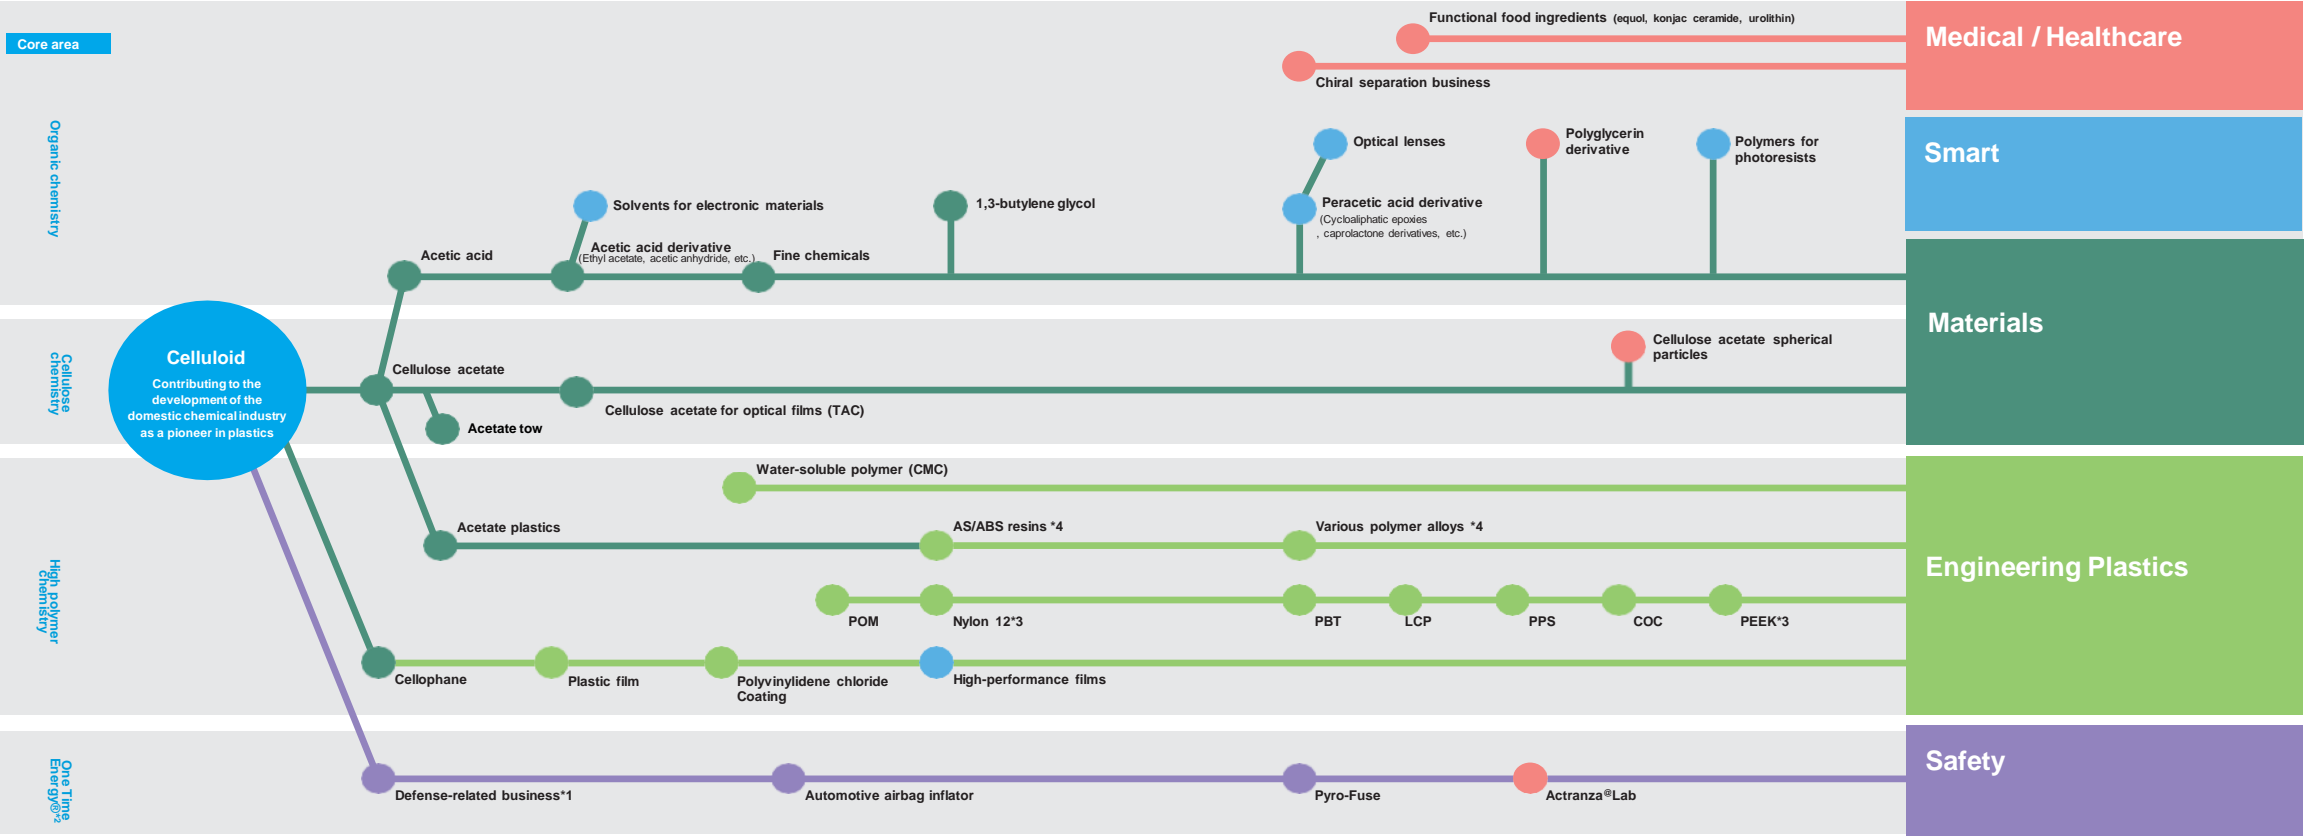 Core area
Functional food ingredients (equol, konjac ceramide, urolithin)
Chiral separation business
Medical / Healthcare
Organic chemistry
Optical lenses
Polyglycerin
derivative
Polymers for
photoresists
Smart
Solvents for electronic materials
1,3-butylene glycol
Peracetic acid derivative
(Cycloaliphatic epoxies
, caprolactone derivatives, etc.)
Acetic acid
Acetic acid derivative
(Ethyl acetate, acetic anhydride, etc.)
Fine chemicals
Materials
Celluloid
Contributing to the
development of the
domestic chemical industry
as a pioneer in plastics
Cellulose
chemistry
Cellulose acetate
Cellulose acetate for optical films (TAC)
Acetate tow
Cellulose acetate spherical
particles
High polymer
chemistry
Water-soluble polymer (CMC)
Acetate plastics
AS/ABS resins *4
Various polymer alloys *4
Engineering Plastics
POM
Nylon 12*3
PBT
LCP
PPS
COC
PEEK*3
Cellophane
Plastic film
Polyvinylidene chloride
Coating
High-performance films
One Time
Energy®*2
Defense-related business*1
Automotive airbag inflator
Pyro-Fuse
Actranza@Lab
Safety